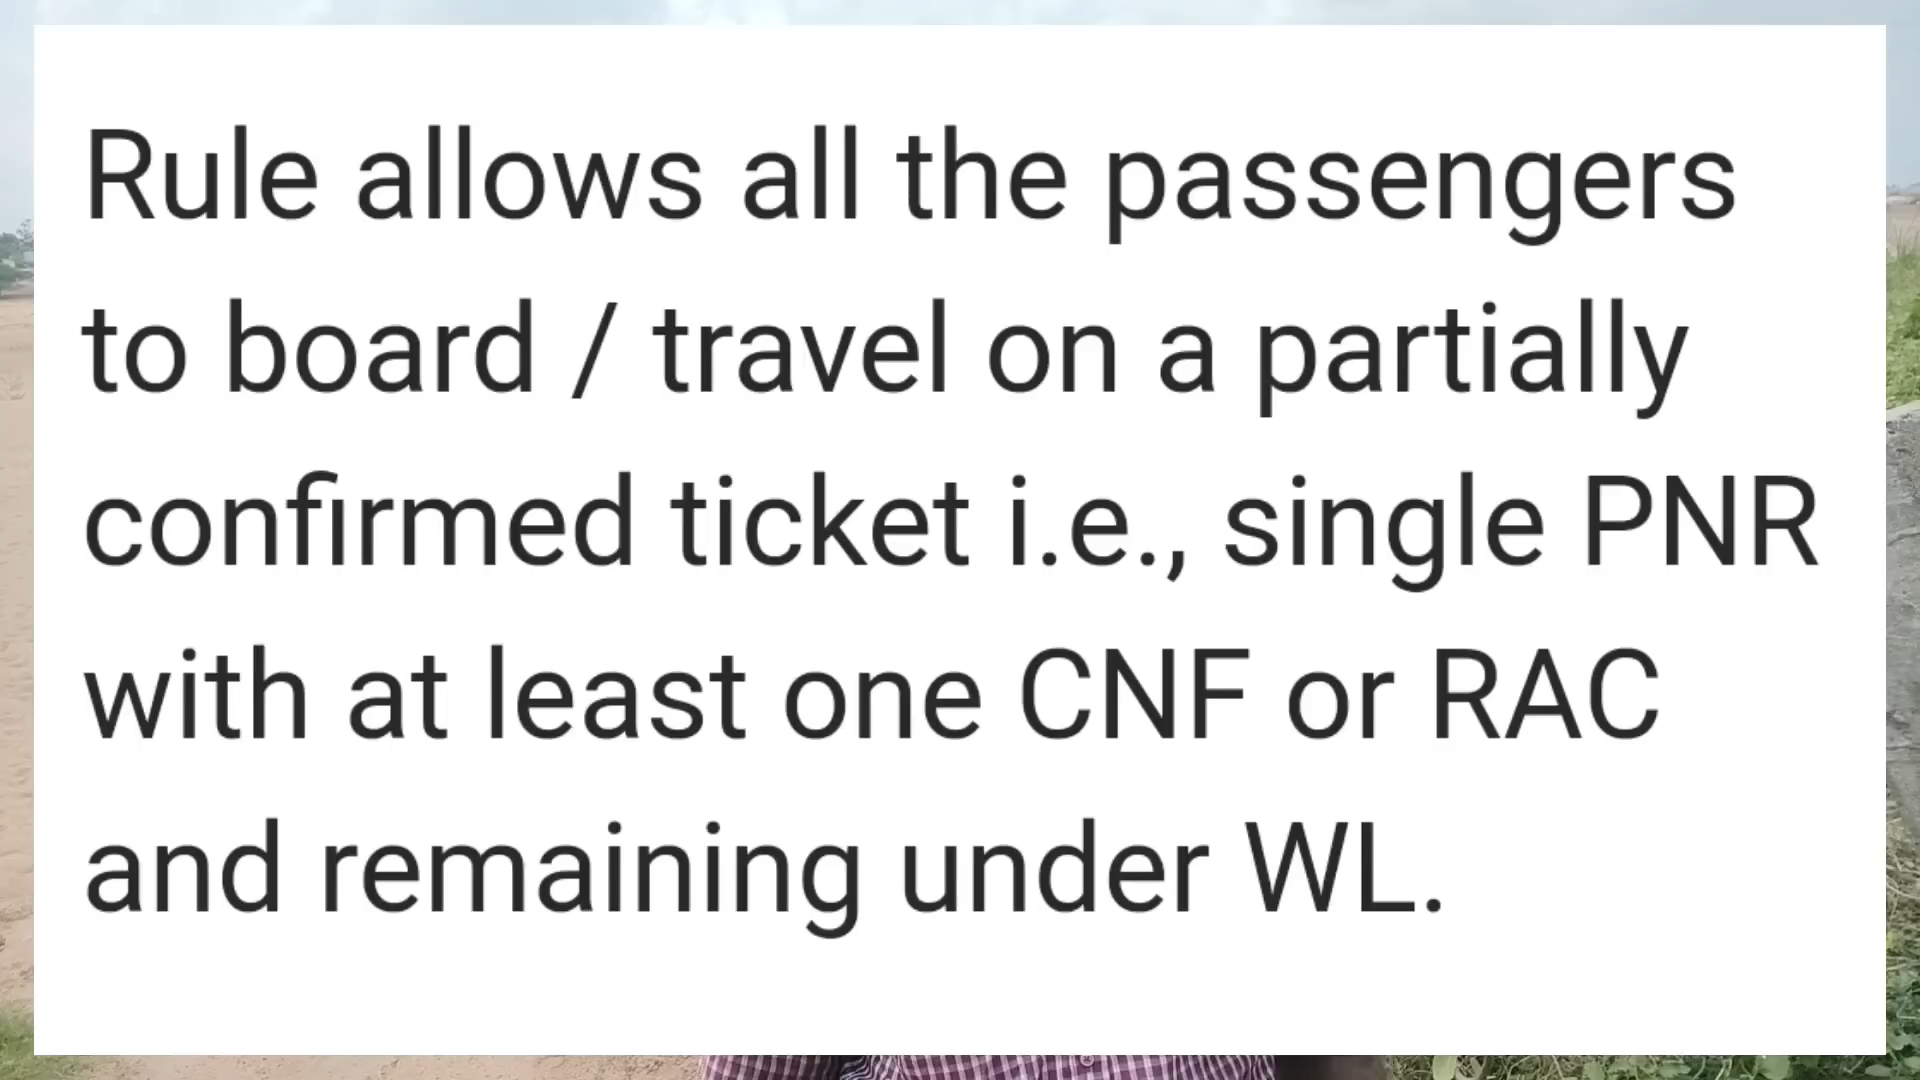 Rule allows all the passengers
to board / travel on a partially
confirmed ticket i.e., single PNR
with at least one CNF or RAC
and remaining under WL.